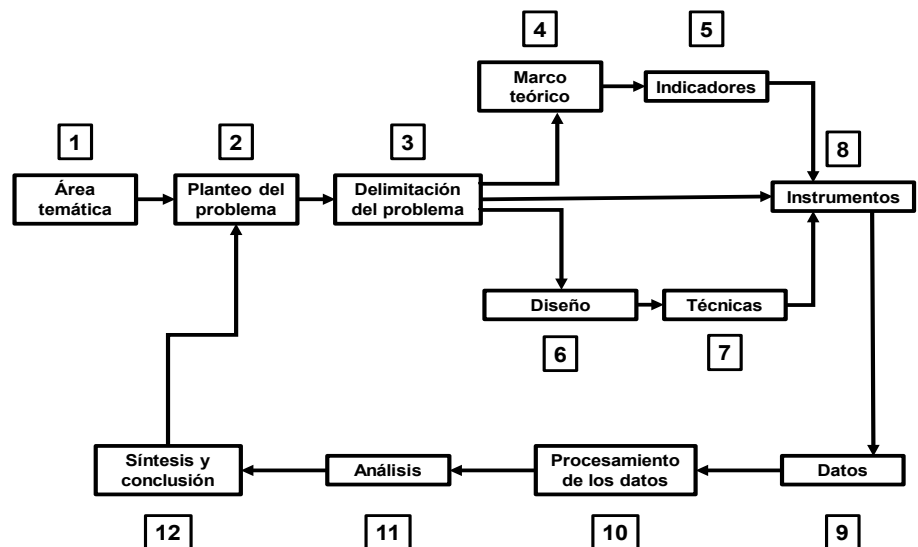 4
5
Marco
teórico
Indicadores
1
2
3
8
Área
temática
Planteo del
problema
Delimitación
del problema
Instrumentos
Diseño
Técnicas
6
7
Síntesis y
conclusión
Análisis
Procesamiento
de los datos
Datos
12
11
10
9